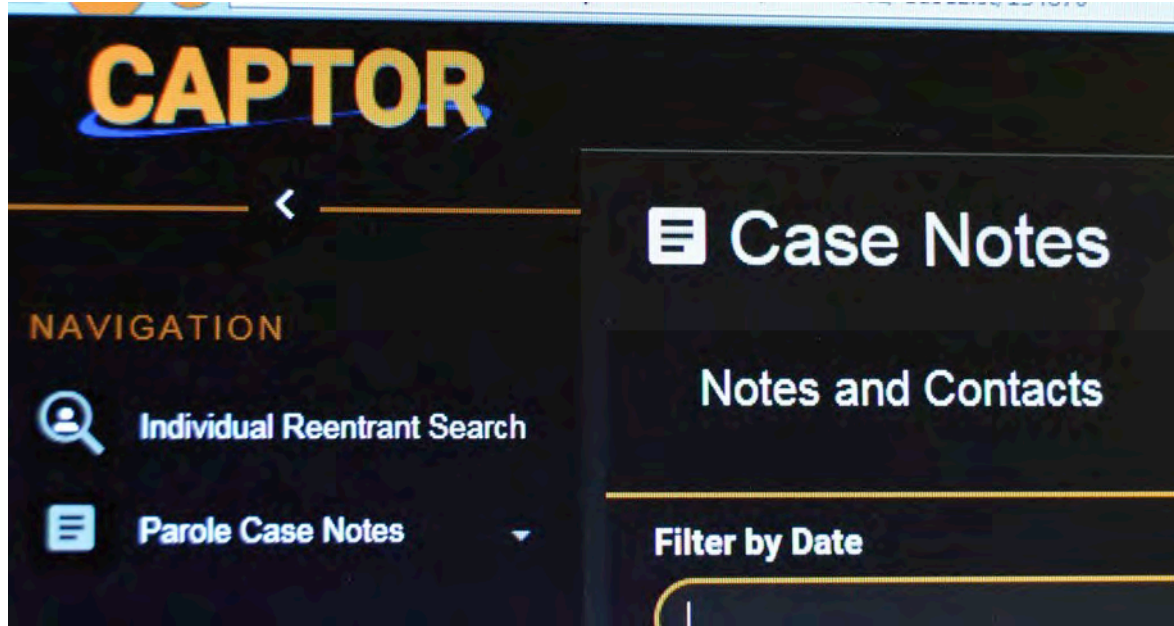 CAPTOR
NAVIGATION
Individual Reentrant Search
Parole Case Notes
Case Notes
Notes and Contacts
Filter by Date